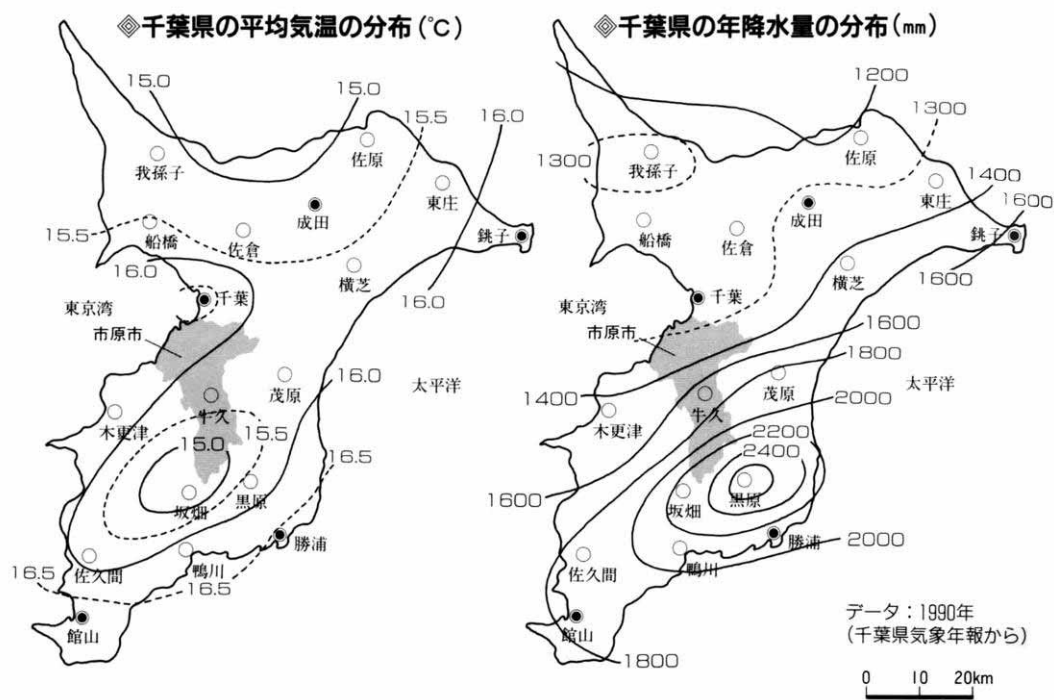 ◈千葉県の平均気温の分布(℃)
15.0
15.0
15.5
16.0
佐原
我孫子
東庄
成田
15.5
船橋
佐倉
銚子
16.0
横芝
16.0
東京湾
千葉
市原市
16.0
太平洋
茂原
牛久
木更津
15.5
15.0
16.5
黒原
坂畑
勝浦
16.5
佐久間
鴨川
16.5
館山
◈千葉県の年降水量の分布(㎜)
1200
1300
佐原
1300
我孫子
1400
東庄
1600
成田
船橋
佐倉
銚子
横芝
1600
東京湾
千葉
市原市
1600
1800
太平洋
茂原
1400
牛久
2000
木更津
2200
2400
1600
黒原
坂畑
勝浦
2000
佐久間
鴨川
館山
1800
データ：1990年
(千葉県気象年報から)
0 10 20km